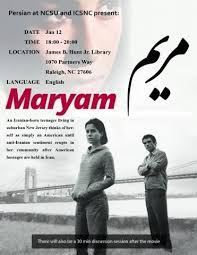 Persian at NCSU and ICSNC present:
DATE Jan 12
TIME 18:00 - 20:00
LOCATION James B. Hunt Jr. Library
1070 Partners Way
Raleigh, NC 27606
LANGUAGE English
مریم
Maryam
An Iranian-born teenager living in
suburban New Jersey thinks of her-
self as simply an American until
anti-Iranian sentiment erupts in
her community after American
hostages are held in Iran.
There will also be a 30 min discussion session after the movie